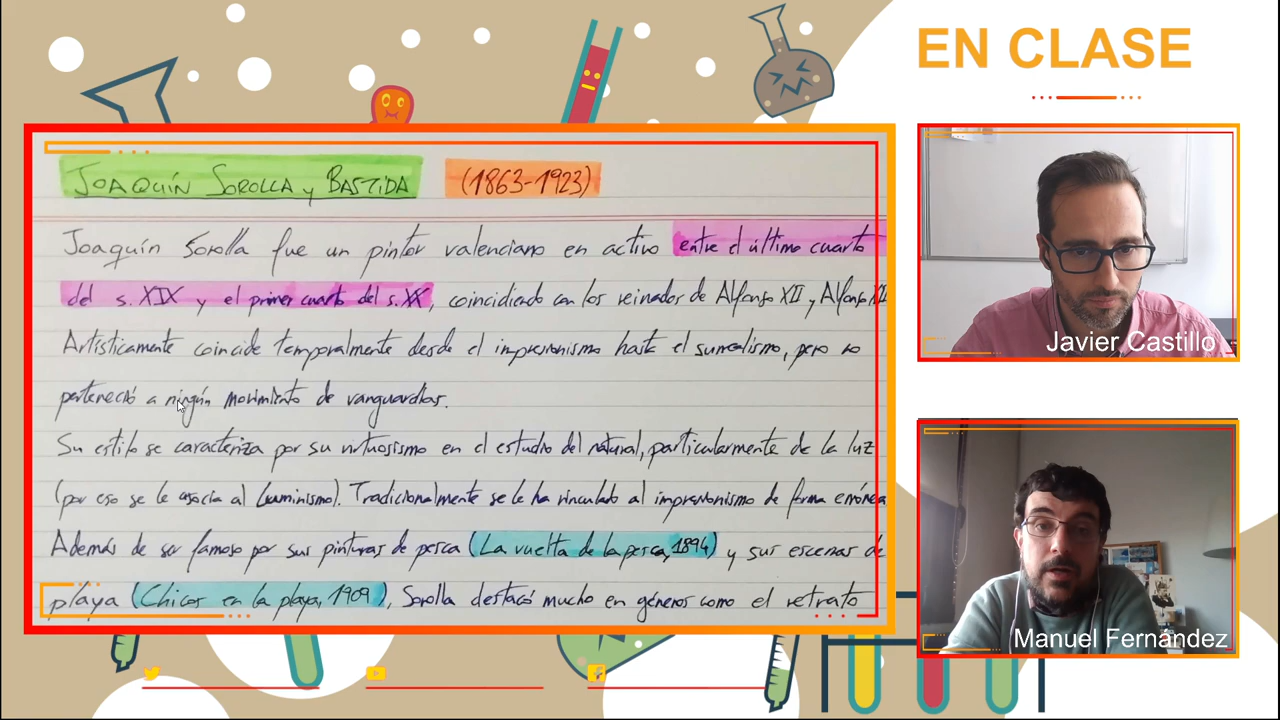 EN CLASE
JOAQUÍN SOROLLA y BASTIDA (1863-1923)
Joaquín Sorolla fue un pintor valenciano en activo entre el último cuarto
del s. XIX y el primer cuarto del s. XX, coincidiendo con los reinados de Alfonso XII y Alfonso
Artísticamente coincide temporalmente desde el impresionismo hasta el surrealismo, pero no
perteneció a ningún movimiento de vanguardias.
Su estilo se caracteriza por su virtuosismo en el estudio del natural, particularmente de la luz
(por eso se le asocia al luminismo). Tradicionalmente se le ha vinculado al impresionismo de forma
Además de ser famoso por sus pinturas de pesca (La vuelta de la pesca, 1894) y sus escenas de
playa (Chicos en la playa, 1909), Sorolla destacó mucho en géneros como el retrato
Javier Castillo
Manuel Fernández